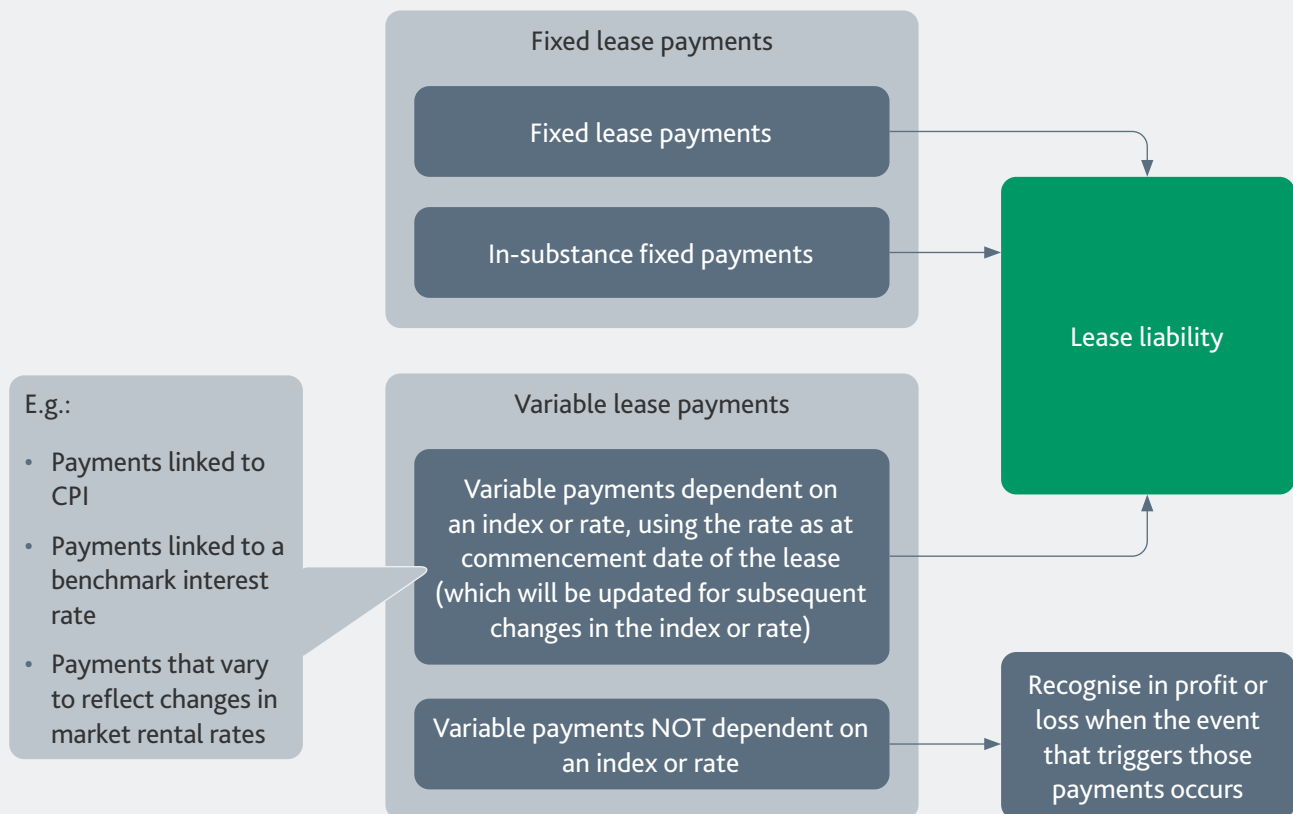 Fixed lease payments
Fixed lease payments
In-substance fixed payments
Lease liability
E.g.:
• Payments linked to
CPI
• Payments linked to a
benchmark interest
rate
• Payments that vary
to reflect changes in
market rental rates
Variable lease payments
Variable payments dependent on
an index or rate, using the rate as at
commencement date of the lease
(which will be updated for subsequent
changes in the index or rate)
Variable payments NOT dependent on
an index or rate
Recognise in profit or
loss when the event
that triggers those
payments occurs